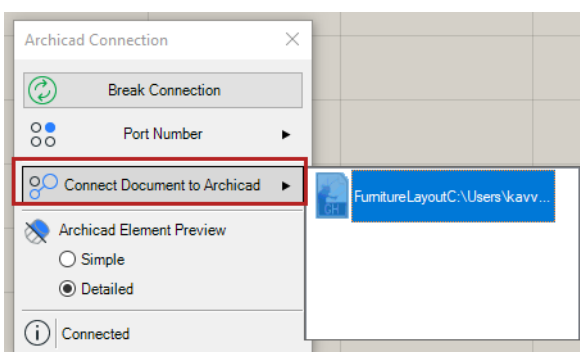 Archicad Connection
Break Connection
Port Number
Connect Document to Archicad
FurnitureLayoutC:\Users\kavv...
GH
Archicad Element Preview
Simple
Detailed
Connected